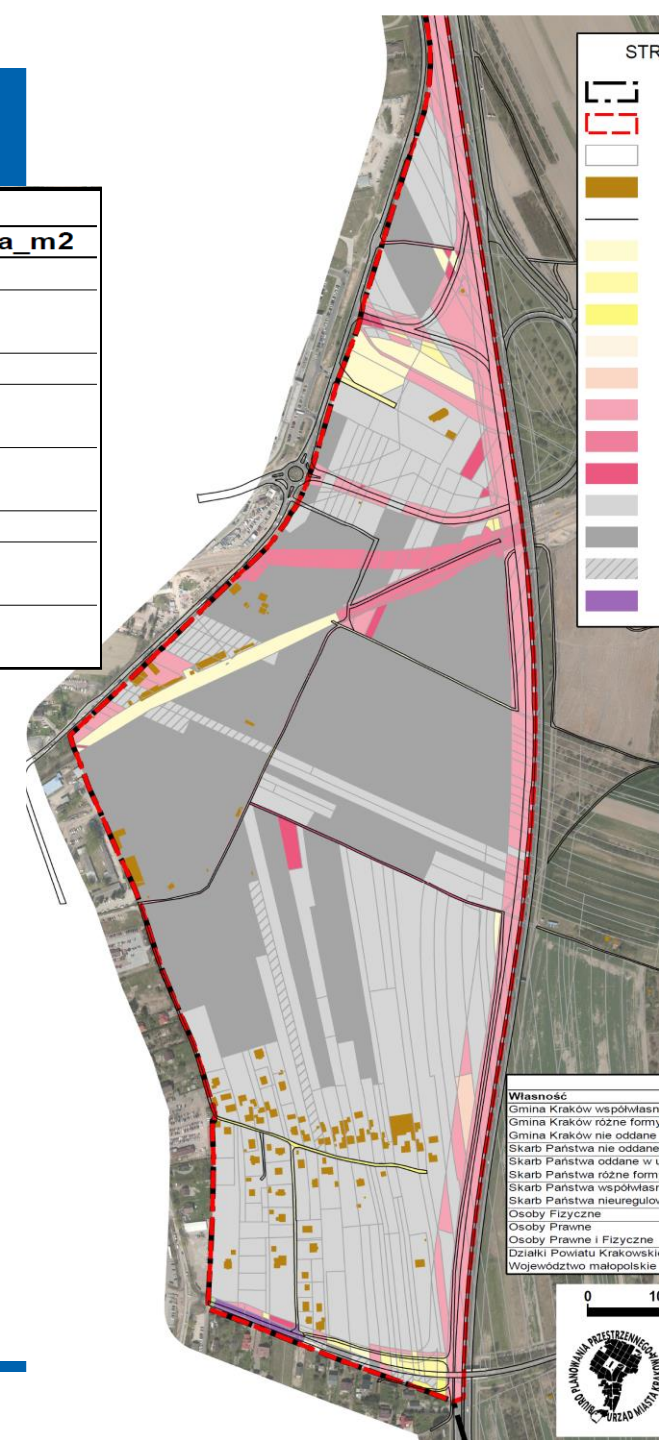 STR
a_m2
Własność
Gmina Kraków współwłasn
Gmina Kraków różne formy
Gmina Kraków nie oddane
Skarb Państwa nie oddane
Skarb Państwa oddane w u
Skarb Państwa różne form
Skarb Państwa współwłasn
Skarb Państwa nieuregulow
Osoby Fizyczne
Osoby Prawne
Osoby Prawne i Fizyczne
Działki Powiatu Krakowskie
Województwo małopolskie
0 10
BIURO PLANOWANIA PRZESTRZENNEGO
URZĄD MIASTA KRA